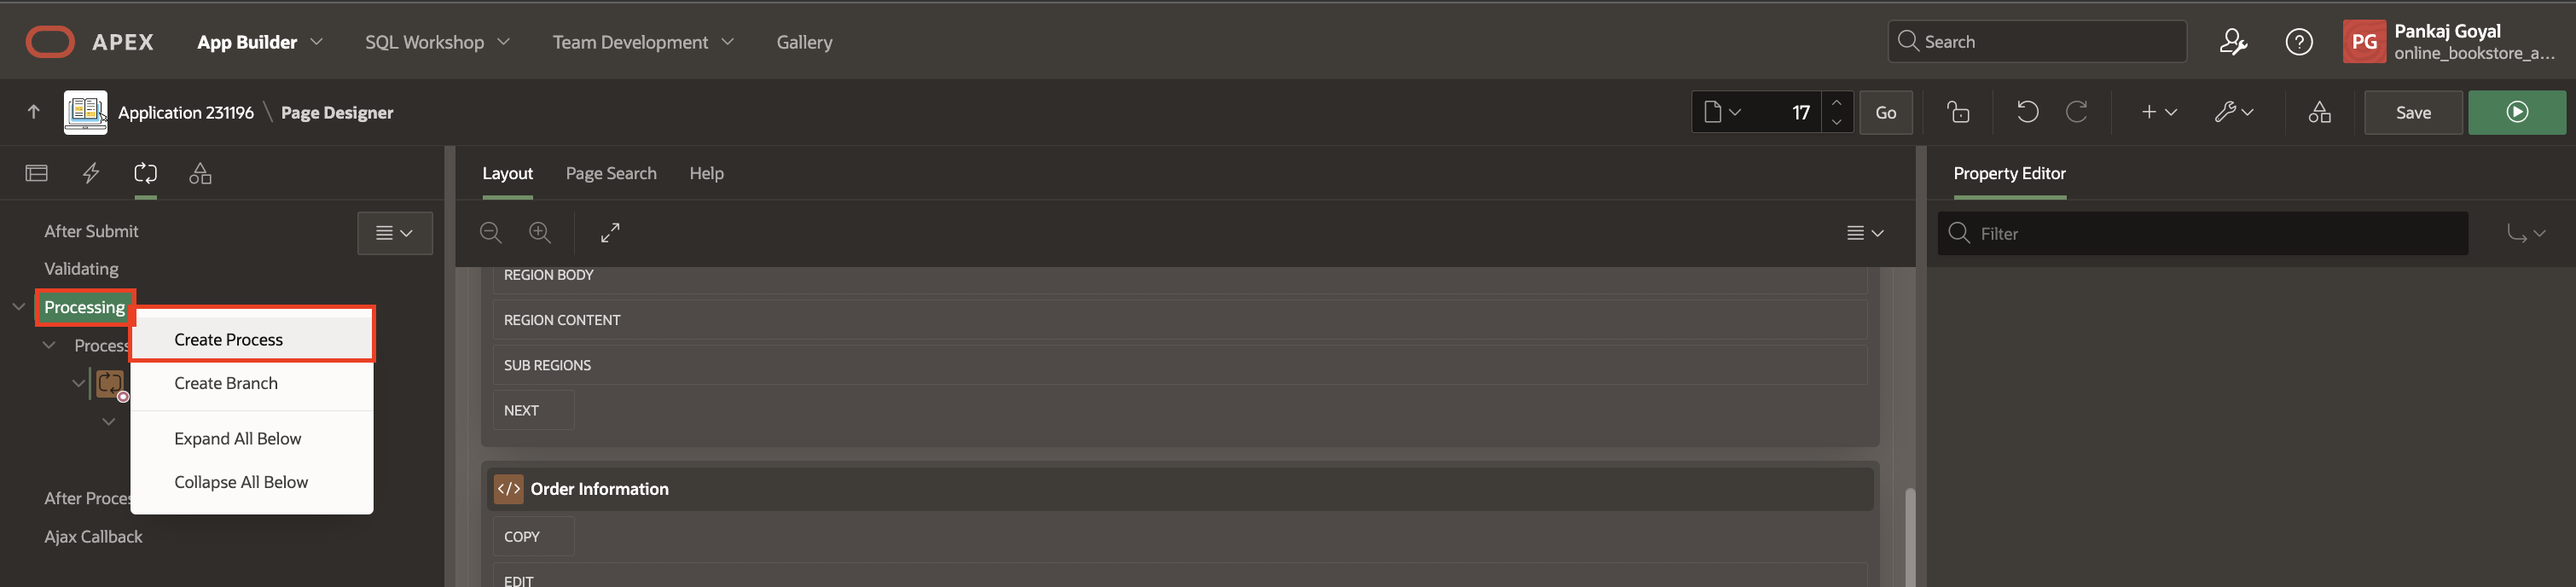 APEX App Builder SQL Workshop Team Development Gallery Search PG Pankaj Goyal
online_bookstore_a...
Application 231196 \ Page Designer 17 Go Save
Layout Page Search Help Property Editor
After Submit
Filter
Validating
REGION BODY
Processing
REGION CONTENT
Create Process
Process
SUB REGIONS
Create Branch
NEXT
Expand All Below
Collapse All Below
Order Information
After Proces
Ajax Callback
COPY
EDIT